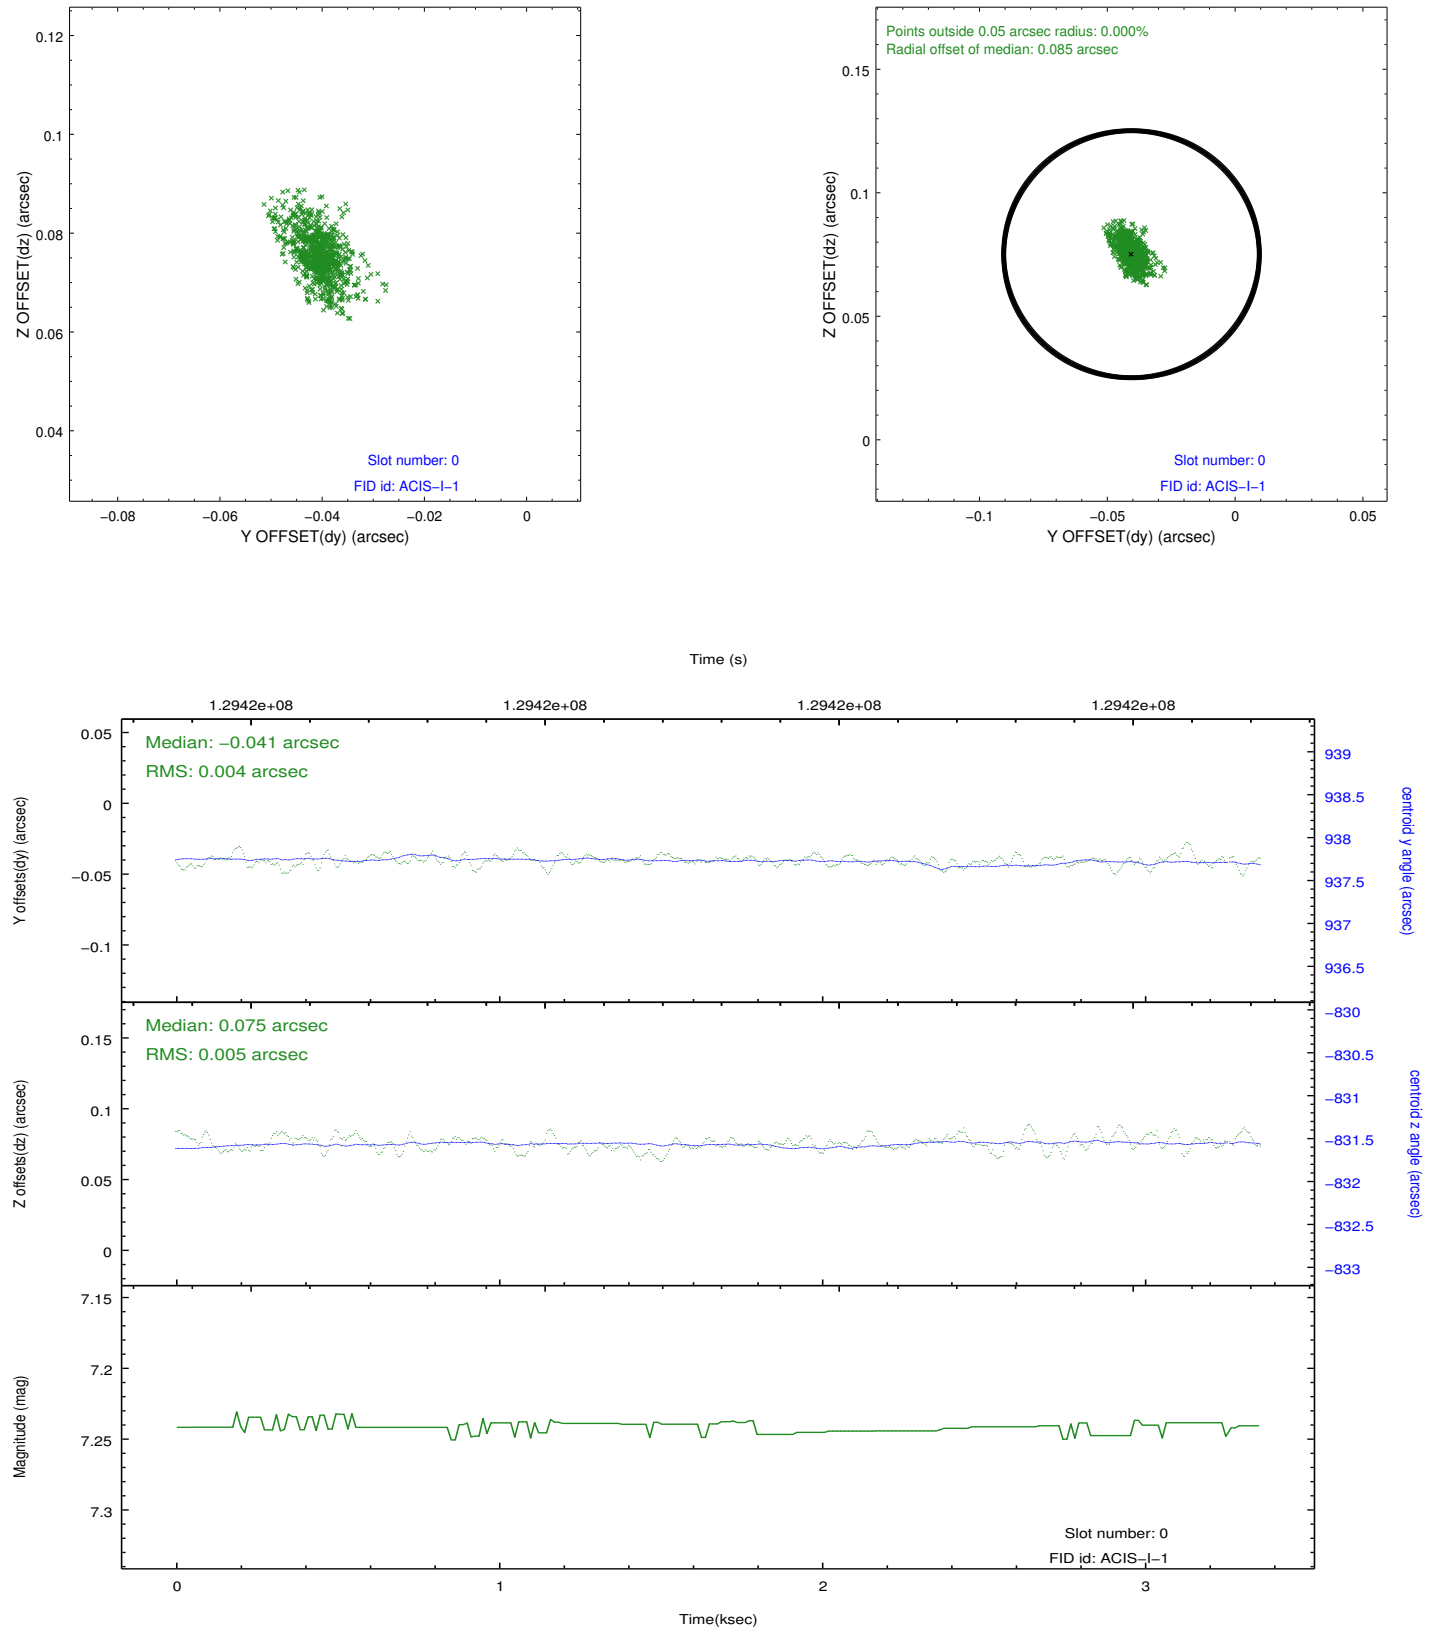 0.12
0.1
0.08
0.06
0.04
Z OFFSET(dz) (arcsec)
Slot number: 0
FID id: ACIS−I−1
−0.08
−0.06
−0.04
−0.02
0
Y OFFSET(dy) (arcsec)
Points outside 0.05 arcsec radius: 0.000%
Radial offset of median: 0.085 arcsec
0.15
0.1
0.05
0
Z OFFSET(dz) (arcsec)
Slot number: 0
FID id: ACIS−I−1
−0.1
−0.05
0
0.05
Y OFFSET(dy) (arcsec)
Time (s)
1.2942e+08
1.2942e+08
1.2942e+08
1.2942e+08
Median: −0.041 arcsec
RMS: 0.004 arcsec
0.05
0
−0.05
−0.1
Y offsets(dy) (arcsec)
939
938.5
938
937.5
937
936.5
centroid y angle (arcsec)
Median: 0.075 arcsec
RMS: 0.005 arcsec
0.15
0.1
0.05
0
Z offsets(dz) (arcsec)
−830
−830.5
−831
−831.5
−832
−832.5
−833
centroid z angle (arcsec)
7.15
7.2
7.25
7.3
Magnitude (mag)
Slot number: 0
FID id: ACIS−I−1
0
1
2
3
Time(ksec)